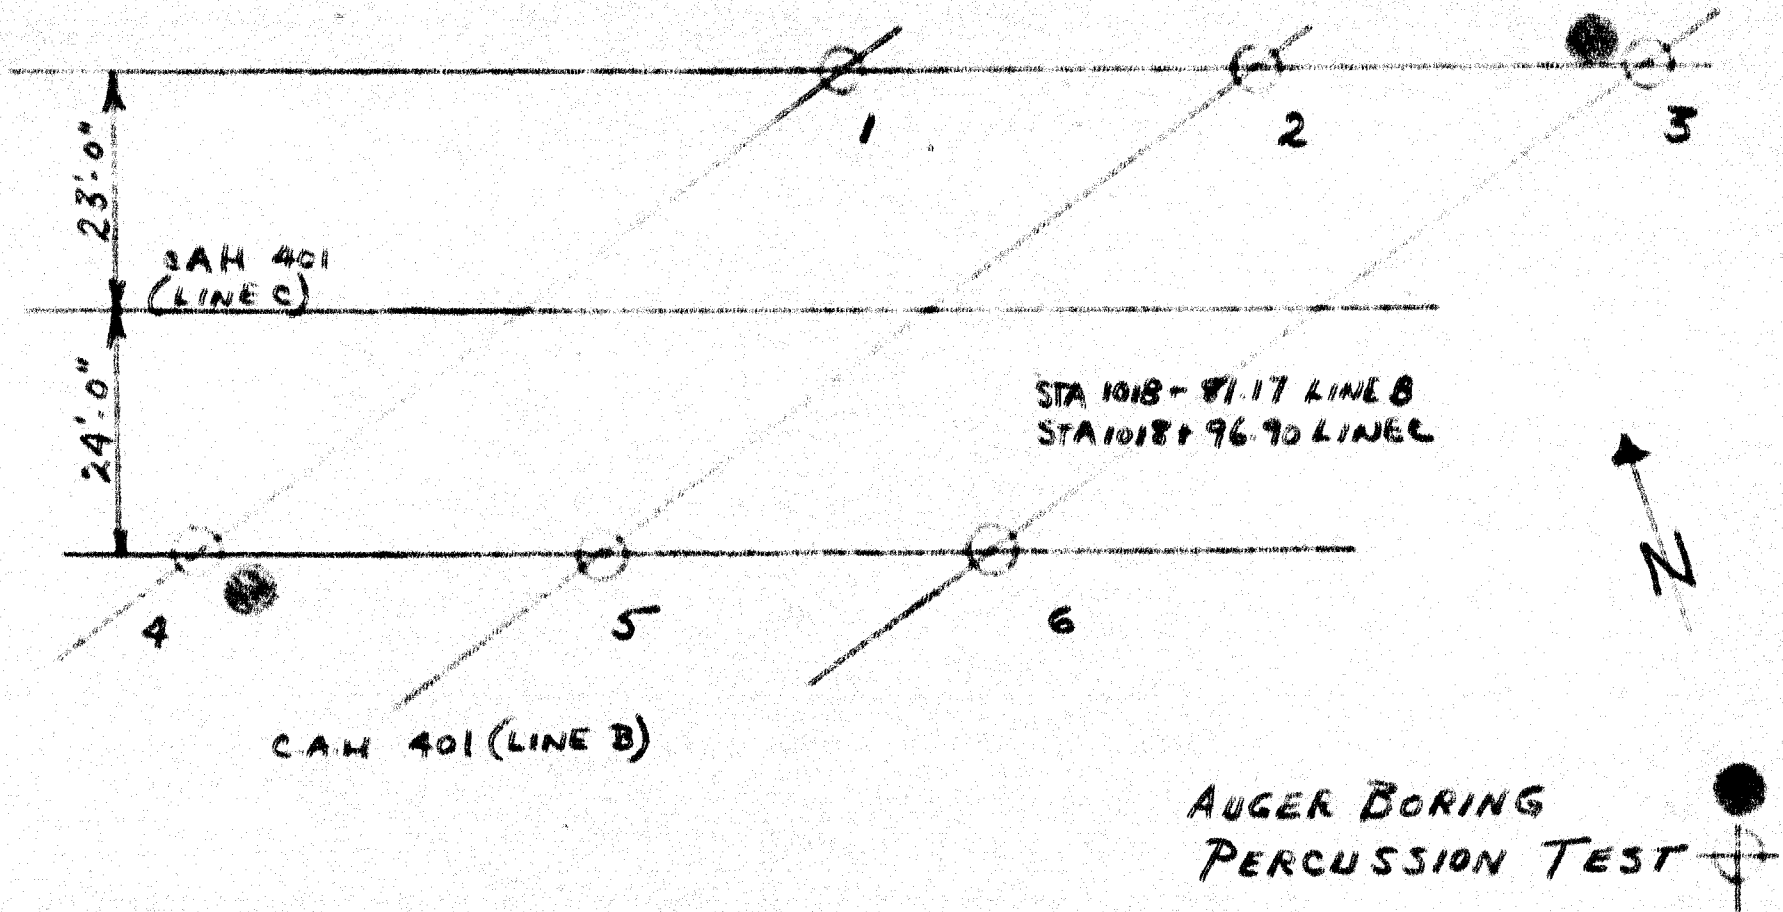 1
2
3
23'-0"
CAH 401
(LINE C)
24'-0"
STA 1018+ 81.17 LINE B
STA 1018+ 96.90 LINE C
N
4
5
6
CAH 401 (LINE B)
AUGER BORING
PERCUSSION TEST